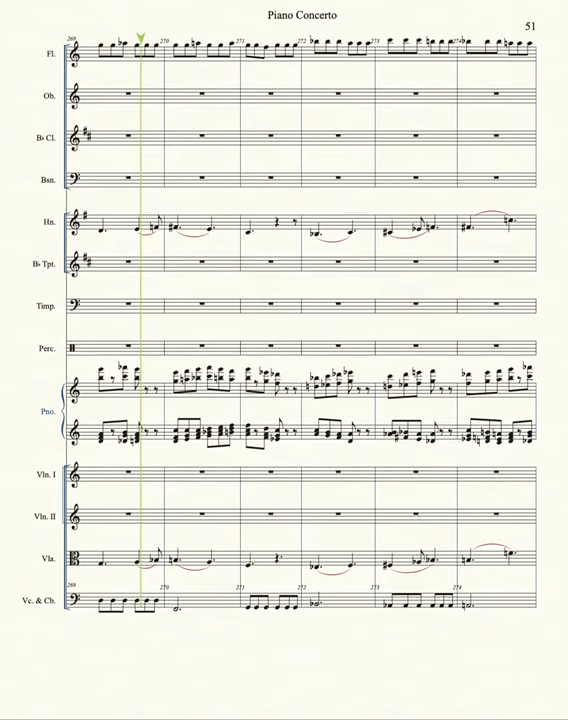 Piano Concerto
51
269 270 271 272 273 274
Fl.
Ob.
B♭ Cl.
Bsn.
Hn.
B♭ Tpt.
Timp.
Perc.
Pno.
Vln. I
Vln. II
Vla.
269 270 271 272 273 274
Vc. & Cb.